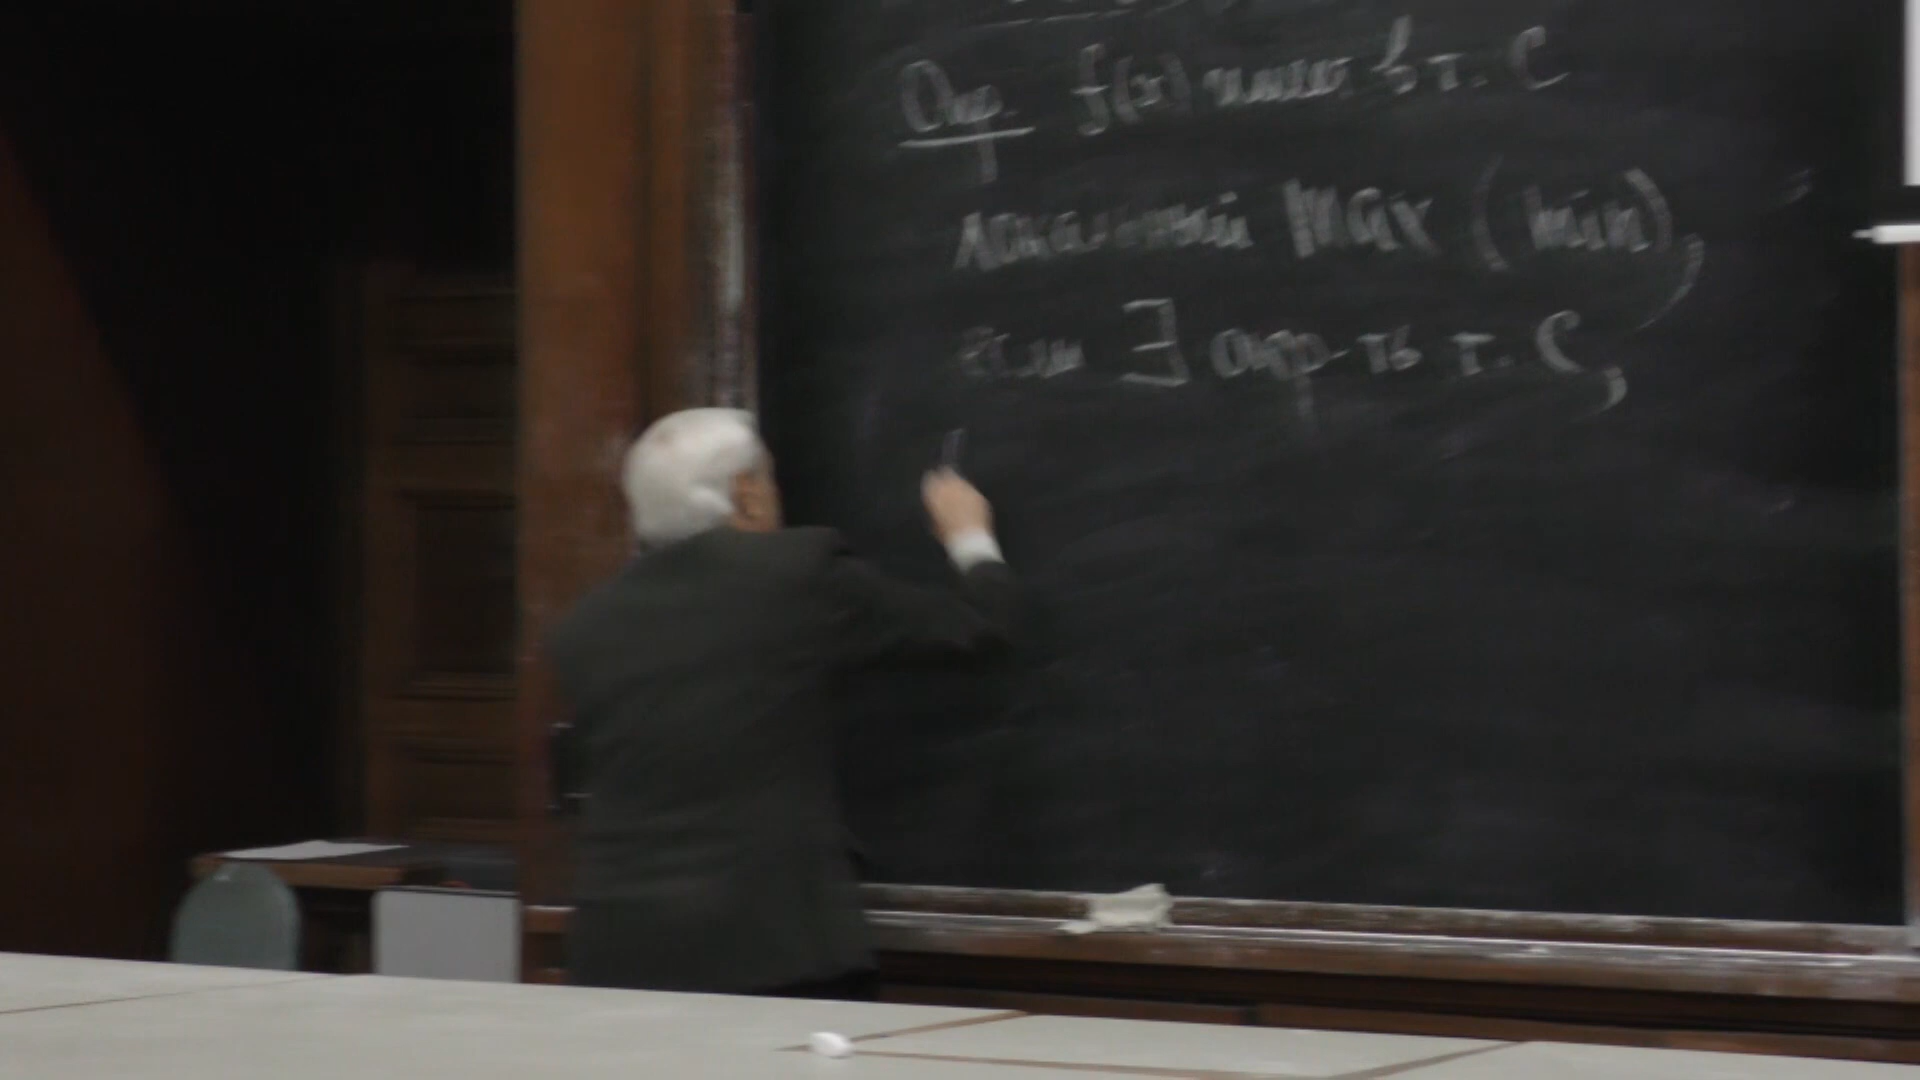 Опр. f(x) имеет в т. C
локальный max (min),
если ∃ окр-ть т. C,